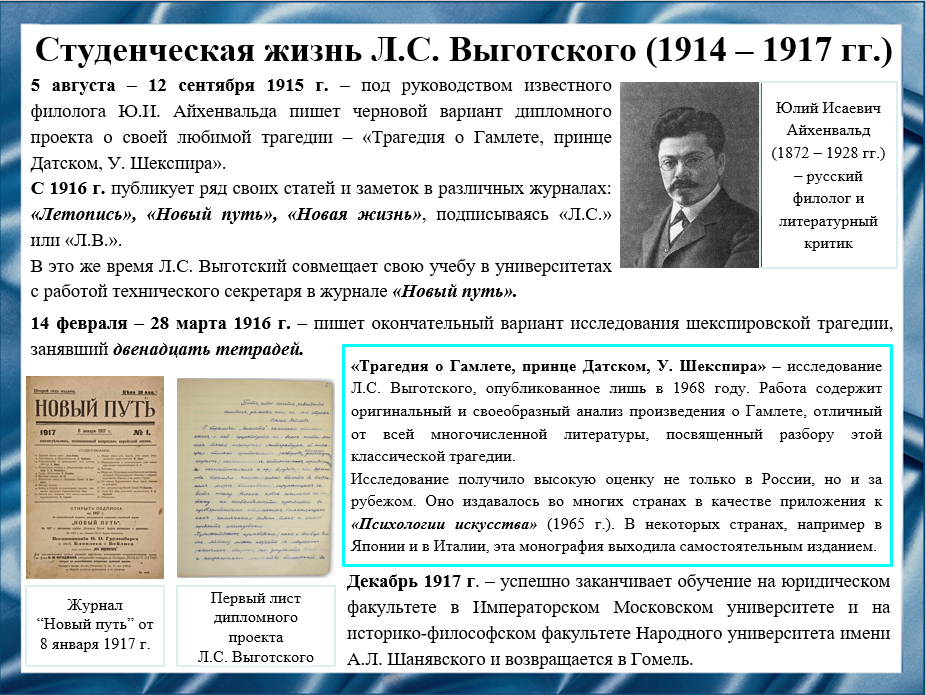 Студенческая жизнь Л.С. Выготского (1914 – 1917 гг.)
5 августа – 12 сентября 1915 г. – под руководством известного
филолога Ю.И. Айхенвальда пишет черновой вариант дипломного
проекта о своей любимой трагедии – «Трагедия о Гамлете, принце
Датском, У. Шекспира».
С 1916 г. публикует ряд своих статей и заметок в различных журналах:
«Летопись», «Новый путь», «Новая жизнь», подписываясь «Л.С.»
или «Л.В.».
В это же время Л.С. Выготский совмещает свою учебу в университетах
с работой технического секретаря в журнале «Новый путь».
Юлий Исаевич
Айхенвальд
(1872 – 1928 гг.)
– русский
филолог и
литературный
критик
14 февраля – 28 марта 1916 г. – пишет окончательный вариант исследования шекспировской трагедии,
занявший двенадцать тетрадей.
«Трагедия о Гамлете, принце Датском, У. Шекспира» – исследование
Л.С. Выготского, опубликованное лишь в 1968 году. Работа содержит
оригинальный и своеобразный анализ произведения о Гамлете, отличный
от всей многочисленной литературы, посвященный разбору этой
классической трагедии.
Исследование получило высокую оценку не только в России, но и за
рубежом. Оно издавалось во многих странах в качестве приложения к
«Психологии искусства» (1965 г.). В некоторых странах, например в
Японии и в Италии, эта монография выходила самостоятельным изданием.
НОВЫЙ ПУТЬ
1917
8 января 1917 г.
№ 1.
СОДЕРЖАНИЕ:
ОТКРЫТА ПОДПИСКА
„НОВЫЙ ПУТЬ"
Журнал
“Новый путь” от
8 января 1917 г.
Первый лист
дипломного
проекта
Л.С. Выготского
Декабрь 1917 г. – успешно заканчивает обучение на юридическом
факультете в Императорском Московском университете и на
историко-философском факультете Народного университета имени
А.Л. Шанявского и возвращается в Гомель.